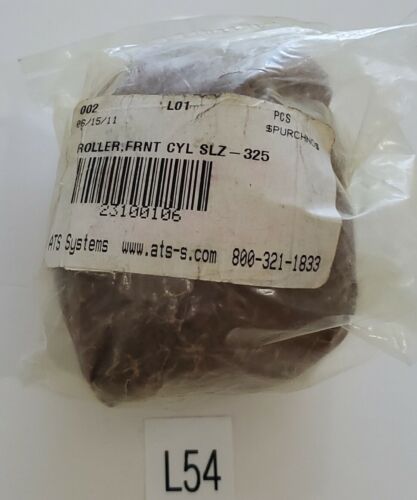 002 L01 PCS
06/15/11 $PURCHNG$
ROLLER,FRNT CYL SLZ-325
23100106
ATS Systems www.ats-s.com 800-321-1833
L54